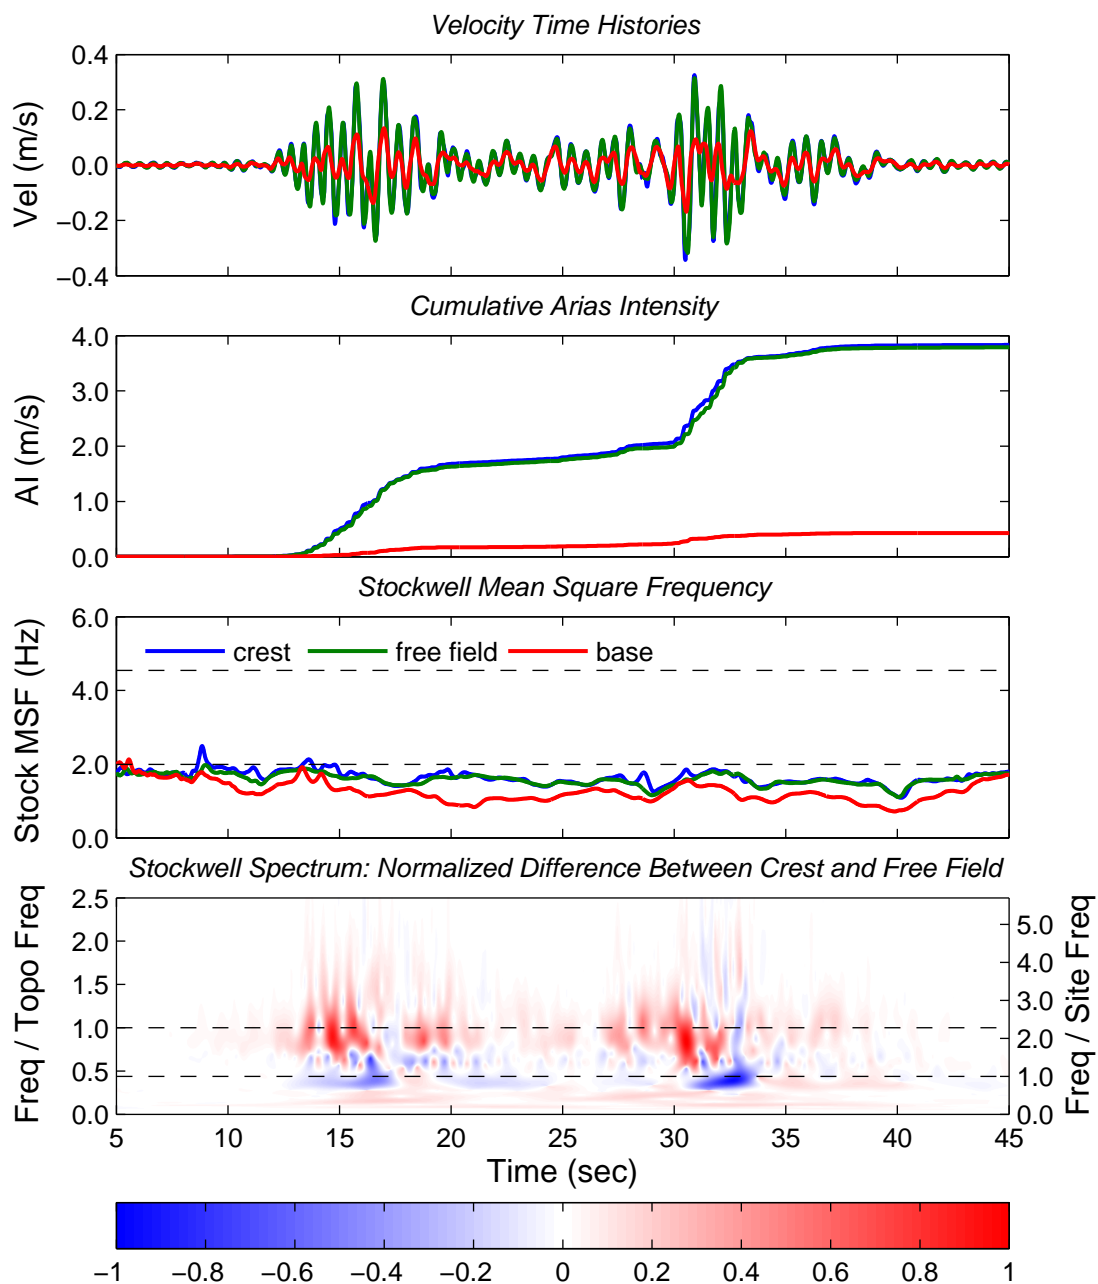 Velocity Time Histories
Vel (m/s)
0.4
0.2
0.0
−0.2
−0.4
Cumulative Arias Intensity
AI (m/s)
4.0
3.0
2.0
1.0
0.0
Stockwell Mean Square Frequency
Stock MSF (Hz)
6.0
4.0
2.0
0.0
crest free field base
Stockwell Spectrum: Normalized Difference Between Crest and Free Field
Freq / Topo Freq
2.5
2.0
1.5
1.0
0.5
0.0
5.0
4.0
3.0
2.0
1.0
0.0
Freq / Site Freq
5 10 15 20 25 30 35 40 45
Time (sec)
−1 −0.8 −0.6 −0.4 −0.2 0 0.2 0.4 0.6 0.8 1